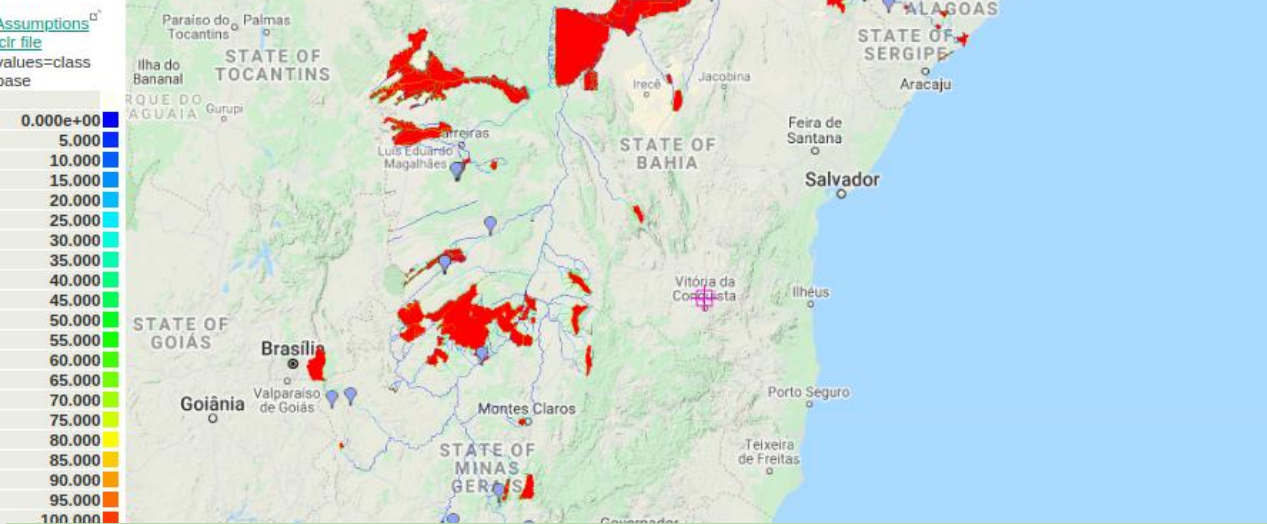 Assumptions
clr file
values=class
base
0.000e+00
5.000
10.000
15.000
20.000
25.000
30.000
35.000
40.000
45.000
50.000
55.000
60.000
65.000
70.000
75.000
80.000
85.000
90.000
95.000
100.000
Paraíso do
Tocantins
Palmas
STATE OF
TOCANTINS
Ilha do
Bananal
RQUE DO
AGUAIA
Gurupi
Luís Eduardo
Magalhães
arreiras
Irecê
Jacobina
STATE OF
BAHIA
ALAGOAS
STATE OF
SERGIPE
Aracaju
Feira de
Santana
Salvador
Vitória da
Conquista
Ilhéus
STATE OF
GOIÁS
Brasília
Valparaíso
de Goiás
Goiânia
Montes Claros
Porto Seguro
STATE OF
MINAS
GERAIS
Teixeira
de Freitas
Governador